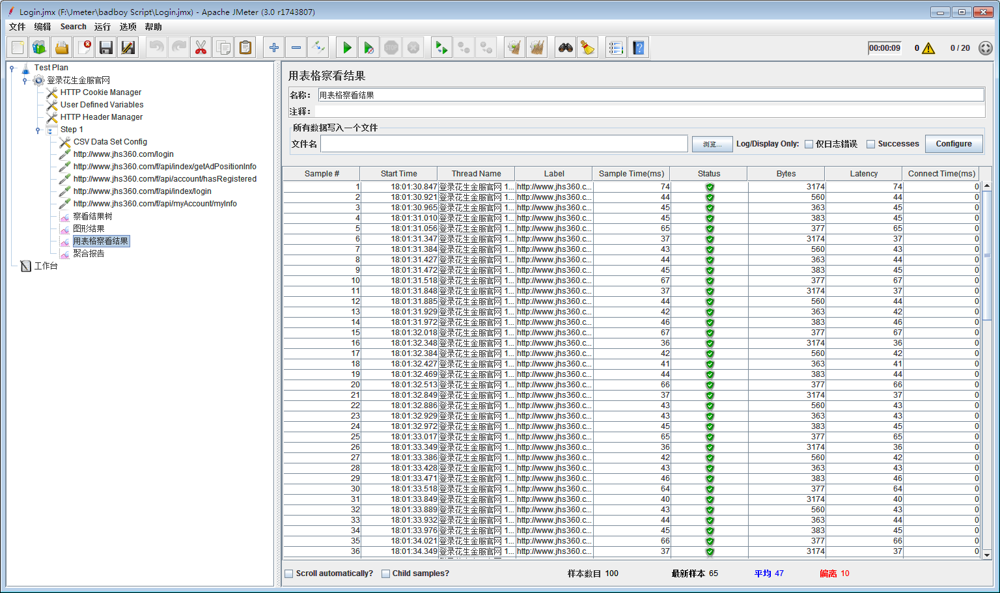 Login.jmx (F:\Jmeter\badboy Script\Login.jmx) - Apache JMeter (3.0 r1743807)
文件 编辑 Search 运行 选项 帮助
00:00:09 0 0 / 20
Test Plan
登录花生金服官网
HTTP Cookie Manager
User Defined Variables
HTTP Header Manager
Step 1
CSV Data Set Config
http://www.jhs360.com/login
http://www.jhs360.com/f/api/index/getAdPositionInfo
http://www.jhs360.com/f/api/account/hasRegistered
http://www.jhs360.com/f/api/index/login
http://www.jhs360.com/f/api/myAccount/myInfo
察看结果树
图形结果
用表格察看结果
聚合报告
工作台
用表格察看结果
名称： 用表格察看结果
注释：
所有数据写入一个文件
文件名 浏览... Log/Display Only: 仅日志错误 Successes Configure
Sample # Start Time Thread Name Label Sample Time(ms) Status Bytes Latency Connect Time(ms)
1 18:01:30.847 登录花生金服官网 1... http://www.jhs360.c... 74 3174 74 0
2 18:01:30.921 登录花生金服官网 1... http://www.jhs360.c... 44 560 44 0
3 18:01:30.965 登录花生金服官网 1... http://www.jhs360.c... 45 363 45 0
4 18:01:31.010 登录花生金服官网 1... http://www.jhs360.c... 45 383 45 0
5 18:01:31.056 登录花生金服官网 1... http://www.jhs360.c... 65 377 65 0
6 18:01:31.347 登录花生金服官网 1... http://www.jhs360.c... 37 3174 37 0
7 18:01:31.384 登录花生金服官网 1... http://www.jhs360.c... 43 560 43 0
8 18:01:31.427 登录花生金服官网 1... http://www.jhs360.c... 44 363 44 0
9 18:01:31.472 登录花生金服官网 1... http://www.jhs360.c... 45 383 45 0
10 18:01:31.518 登录花生金服官网 1... http://www.jhs360.c... 67 377 67 0
11 18:01:31.848 登录花生金服官网 1... http://www.jhs360.c... 37 3174 37 0
12 18:01:31.885 登录花生金服官网 1... http://www.jhs360.c... 44 560 44 0
13 18:01:31.929 登录花生金服官网 1... http://www.jhs360.c... 42 363 42 0
14 18:01:31.972 登录花生金服官网 1... http://www.jhs360.c... 46 383 46 0
15 18:01:32.018 登录花生金服官网 1... http://www.jhs360.c... 67 377 67 0
16 18:01:32.348 登录花生金服官网 1... http://www.jhs360.c... 36 3174 36 0
17 18:01:32.384 登录花生金服官网 1... http://www.jhs360.c... 42 560 42 0
18 18:01:32.427 登录花生金服官网 1... http://www.jhs360.c... 41 363 41 0
19 18:01:32.469 登录花生金服官网 1... http://www.jhs360.c... 44 383 44 0
20 18:01:32.513 登录花生金服官网 1... http://www.jhs360.c... 66 377 66 0
21 18:01:32.849 登录花生金服官网 1... http://www.jhs360.c... 37 3174 37 0
22 18:01:32.886 登录花生金服官网 1... http://www.jhs360.c... 43 560 43 0
23 18:01:32.929 登录花生金服官网 1... http://www.jhs360.c... 43 363 43 0
24 18:01:32.972 登录花生金服官网 1... http://www.jhs360.c... 45 383 45 0
25 18:01:33.017 登录花生金服官网 1... http://www.jhs360.c... 65 377 65 0
26 18:01:33.349 登录花生金服官网 1... http://www.jhs360.c... 36 3174 36 0
27 18:01:33.386 登录花生金服官网 1... http://www.jhs360.c... 42 560 42 0
28 18:01:33.428 登录花生金服官网 1... http://www.jhs360.c... 43 363 43 0
29 18:01:33.471 登录花生金服官网 1... http://www.jhs360.c... 46 383 46 0
30 18:01:33.518 登录花生金服官网 1... http://www.jhs360.c... 64 377 64 0
31 18:01:33.849 登录花生金服官网 1... http://www.jhs360.c... 40 3174 40 0
32 18:01:33.889 登录花生金服官网 1... http://www.jhs360.c... 43 560 43 0
33 18:01:33.932 登录花生金服官网 1... http://www.jhs360.c... 44 363 44 0
34 18:01:33.976 登录花生金服官网 1... http://www.jhs360.c... 45 383 45 0
35 18:01:34.021 登录花生金服官网 1... http://www.jhs360.c... 66 377 66 0
36 18:01:34.349 登录花生金服官网 1... http://www.jhs360.c... 37 3174 37 0
Scroll automatically? Child samples? 样本数目 100 最新样本 65 平均 47 偏离 10